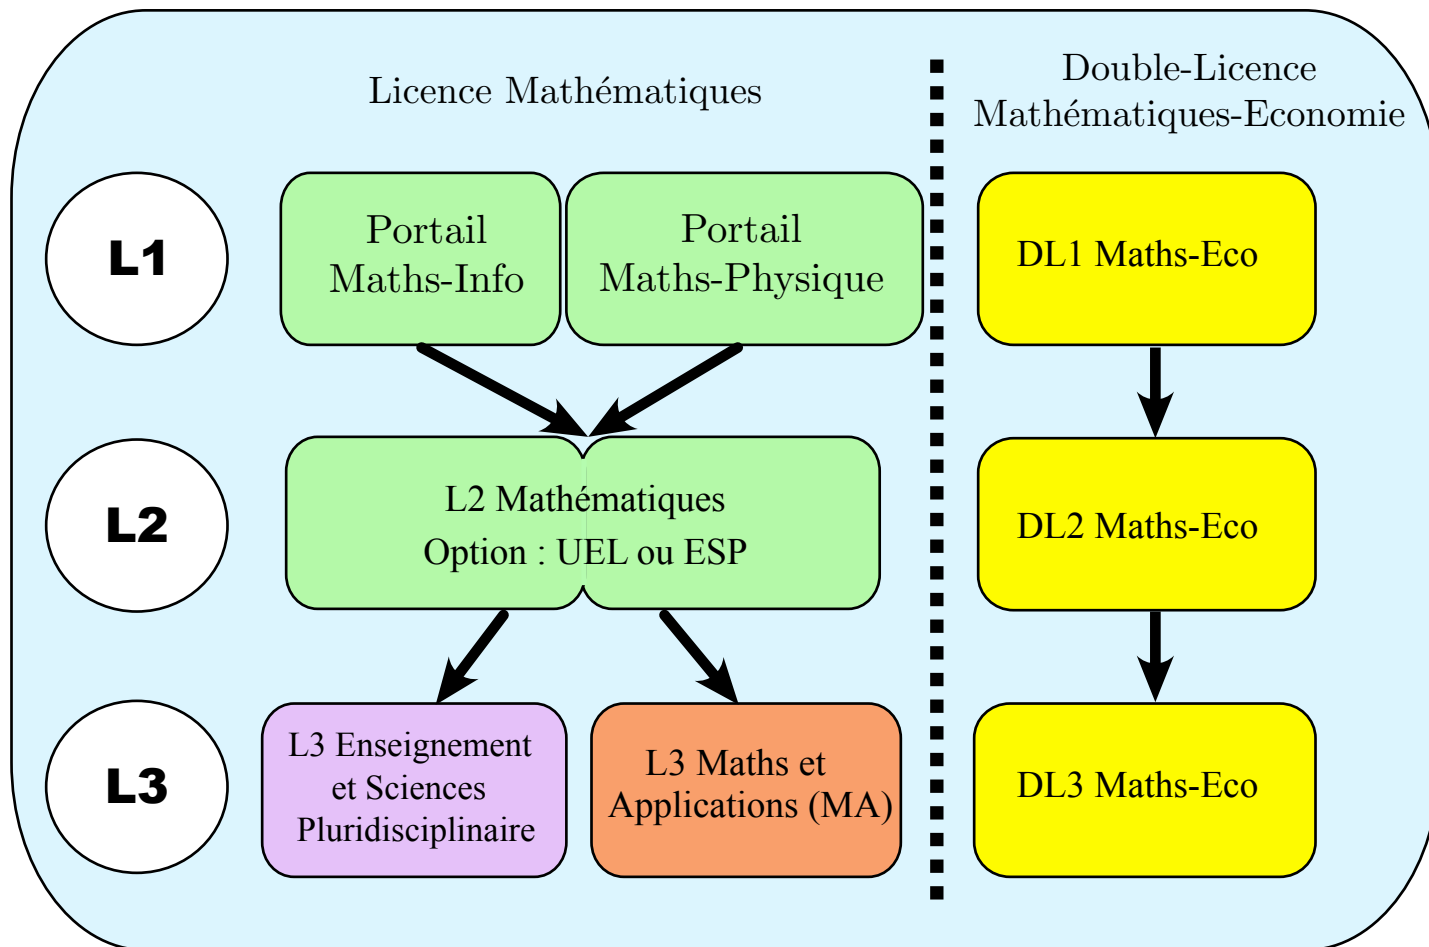 Licence Mathématiques
Double-Licence
Mathématiques-Economie
L1
Portail
Maths-Info
Portail
Maths-Physique
DL1 Maths-Eco
L2
L2 Mathématiques
Option : UEL ou ESP
DL2 Maths-Eco
L3
L3 Enseignement
et Sciences
Pluridisciplinaire
L3 Maths et
Applications (MA)
DL3 Maths-Eco